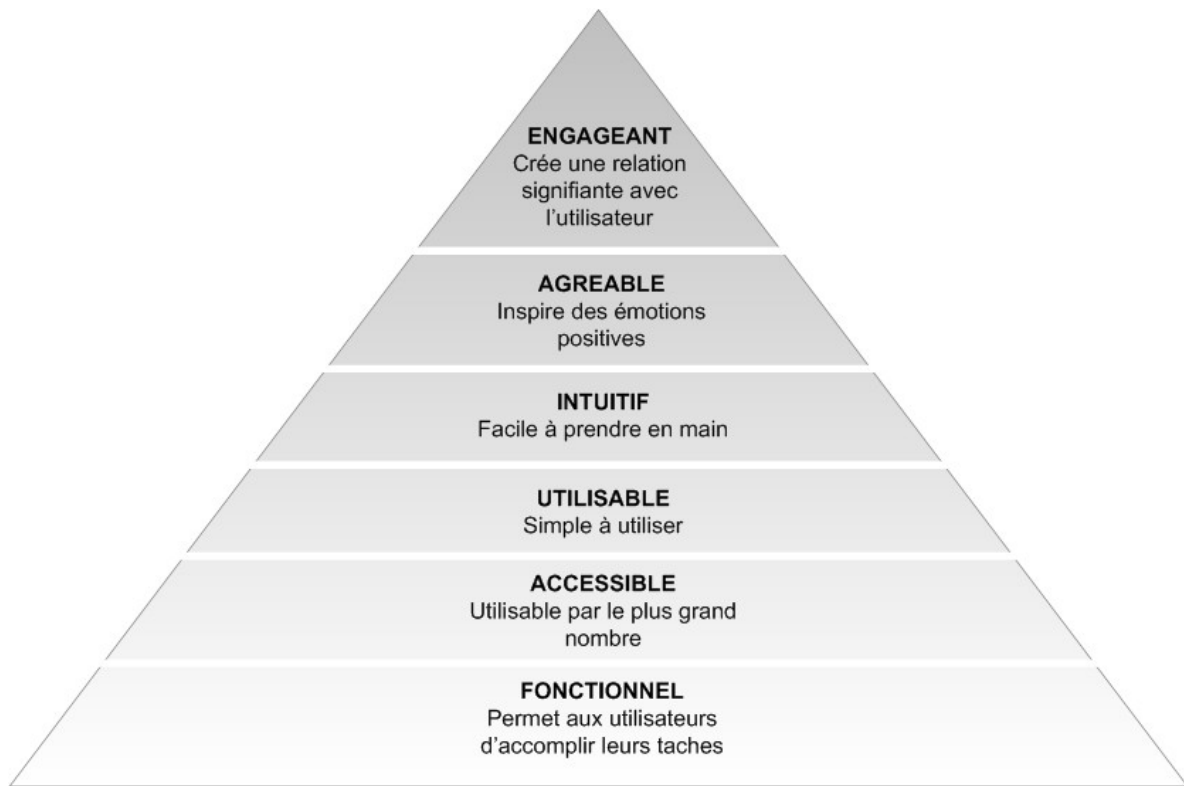 ENGAGEANT
Crée une relation
signifiante avec
l'utilisateur
AGREABLE
Inspire des émotions
positives
INTUITIF
Facile à prendre en main
UTILISABLE
Simple à utiliser
ACCESSIBLE
Utilisable par le plus grand
nombre
FONCTIONNEL
Permet aux utilisateurs
d'accomplir leurs taches